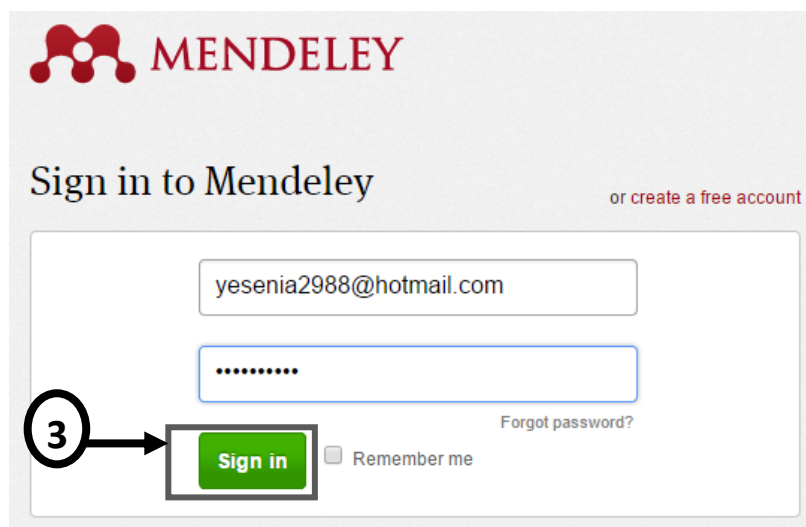 MENDELEY
Sign in to Mendeley
or create a free account
yesenia2988@hotmail.com
••••••••••
Forgot password?
3
Sign in
Remember me